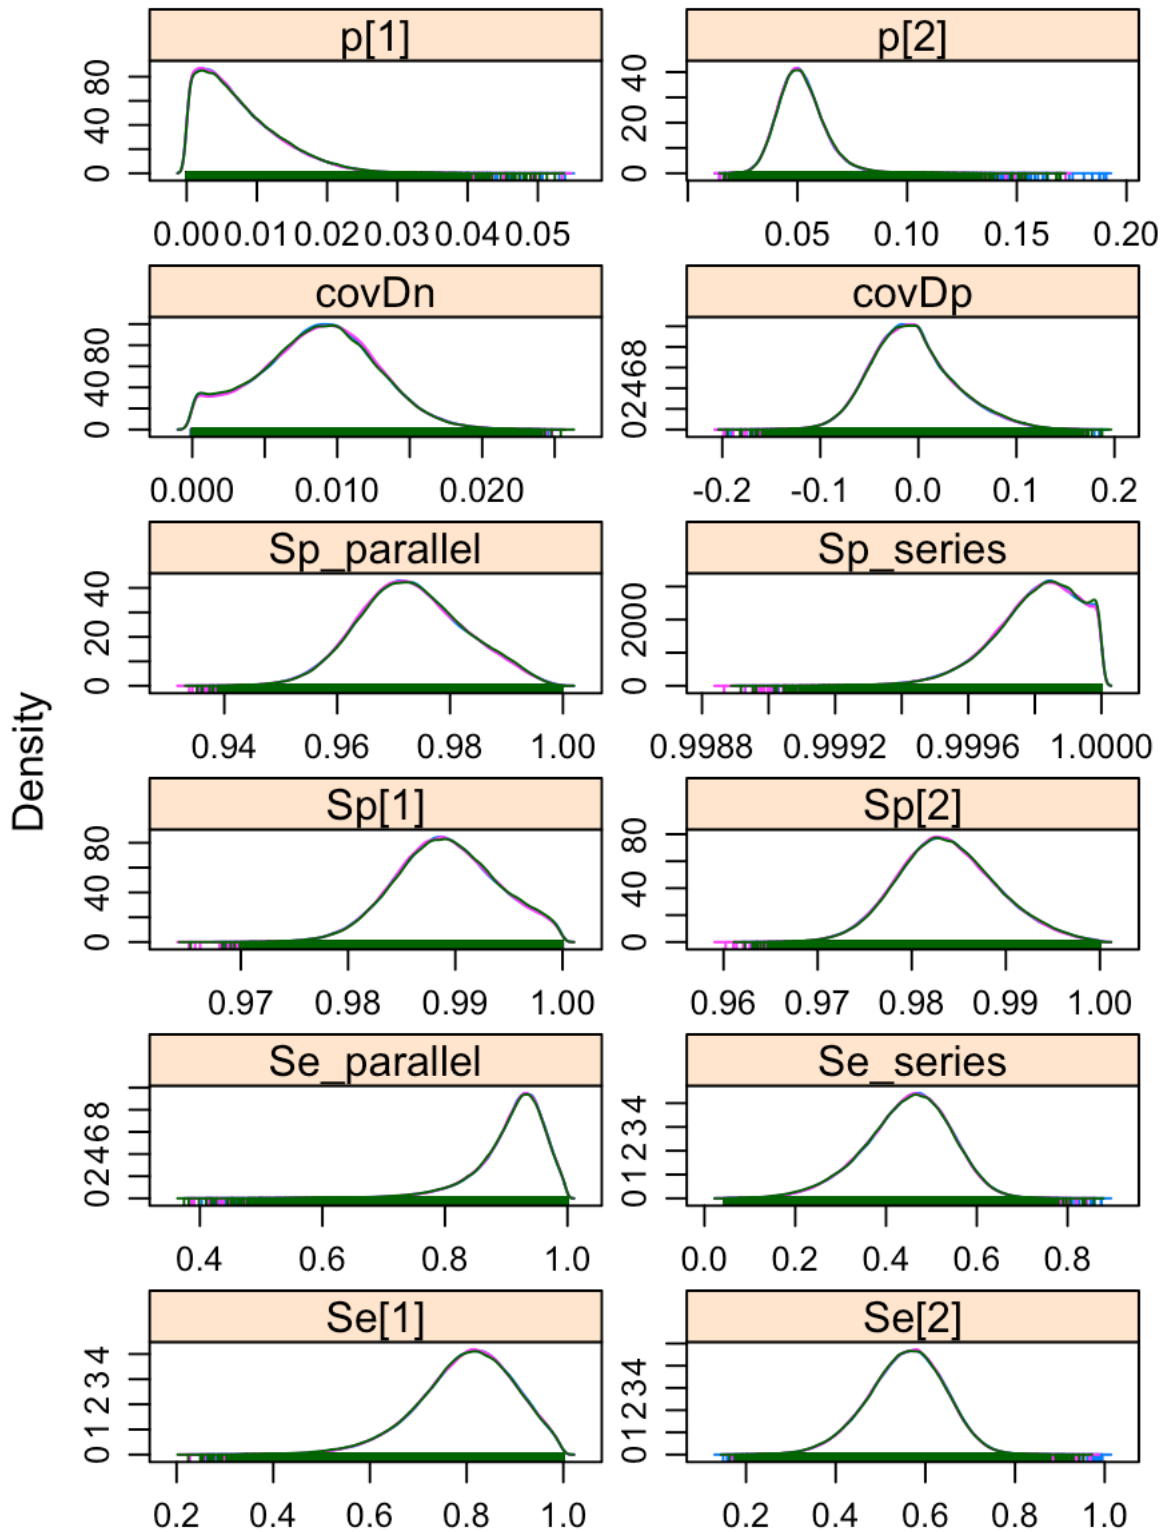 Density
p[1]
0 40 80
0.00 0.01 0.02 0.03 0.04 0.05
p[2]
0 20 40
0.05 0.10 0.15 0.20
covDn
0 40 80
0.000 0.010 0.020
covDp
0 2 4 6 8
-0.2 -0.1 0.0 0.1 0.2
Sp_parallel
0 20 40
0.94 0.96 0.98 1.00
Sp_series
0 2000
0.9988 0.9992 0.9996 1.0000
Sp[1]
0 40 80
0.97 0.98 0.99 1.00
Sp[2]
0 40 80
0.96 0.97 0.98 0.99 1.00
Se_parallel
0 2 4 6 8
0.4 0.6 0.8 1.0
Se_series
0 1 2 3 4
0.0 0.2 0.4 0.6 0.8
Se[1]
0 1 2 3 4
0.2 0.4 0.6 0.8 1.0
Se[2]
0 1 2 3 4
0.2 0.4 0.6 0.8 1.0